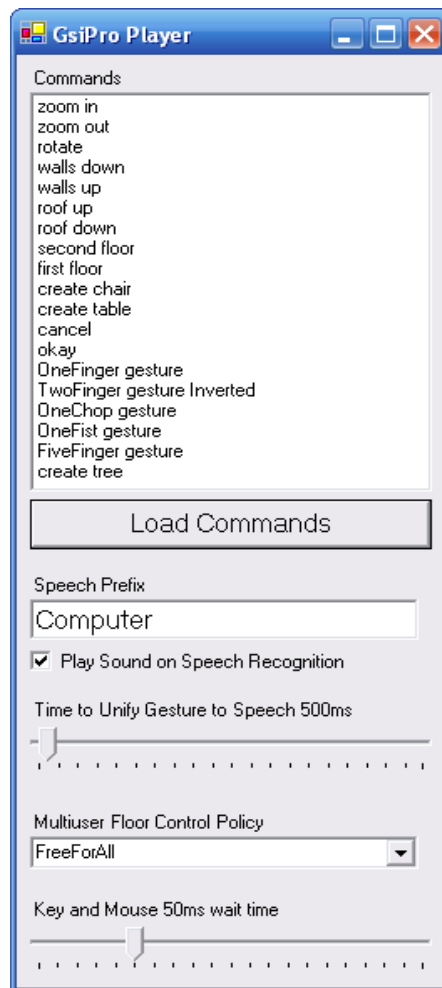 GsiPro Player
Commands
zoom in
zoom out
rotate
walls down
walls up
roof up
roof down
second floor
first floor
create chair
create table
cancel
okay
OneFinger gesture
TwoFinger gesture Inverted
OneChop gesture
OneFist gesture
FiveFinger gesture
create tree
Load Commands
Speech Prefix
Computer
Play Sound on Speech Recognition
Time to Unify Gesture to Speech 500ms
Multiuser Floor Control Policy
FreeForAll
Key and Mouse 50ms wait time